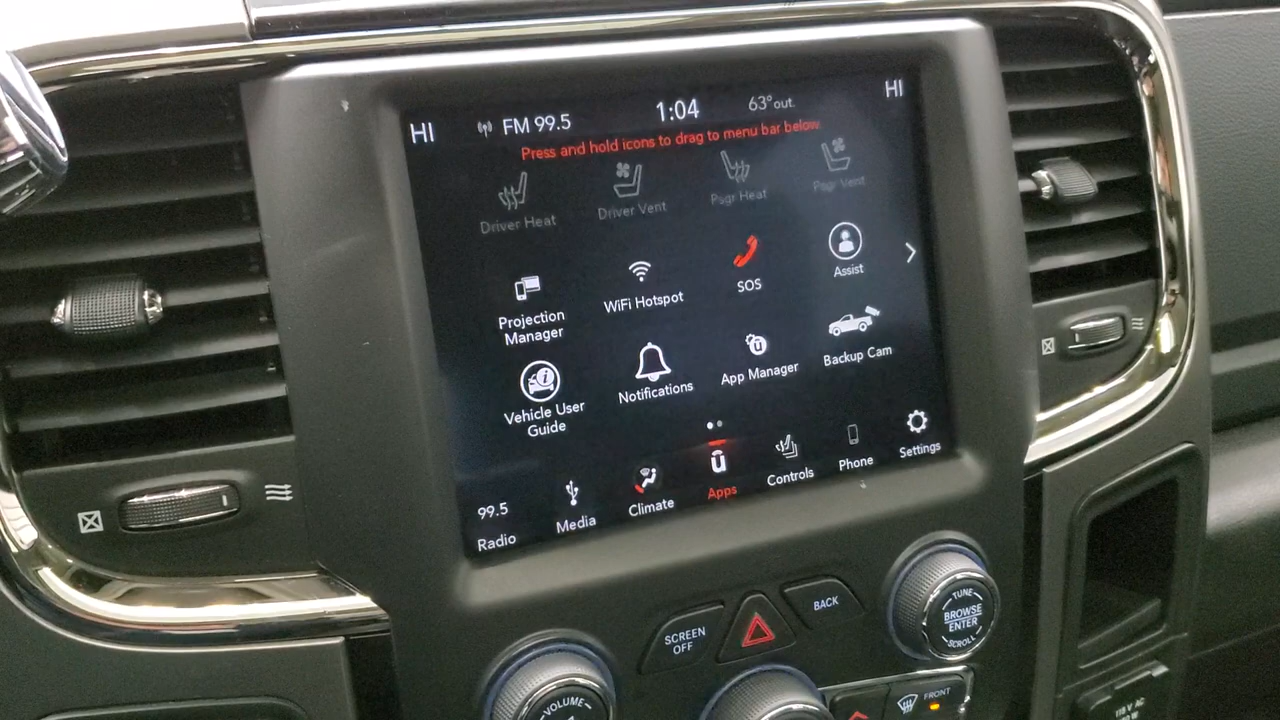 HI
FM 99.5
1:04
63°out.
HI
Press and hold icons to drag to menu bar below
Driver Heat
Driver Vent
Psgr Heat
Psgr Vent
Projection
Manager
WiFi Hotspot
SOS
Assist
Vehicle User
Guide
Notifications
App Manager
Backup Cam
99.5
Radio
Media
Climate
Apps
Controls
Phone
Settings
SCREEN
OFF
BACK
TUNE
BROWSE
ENTER
SCROLL
VOLUME
FRONT
115 V AC